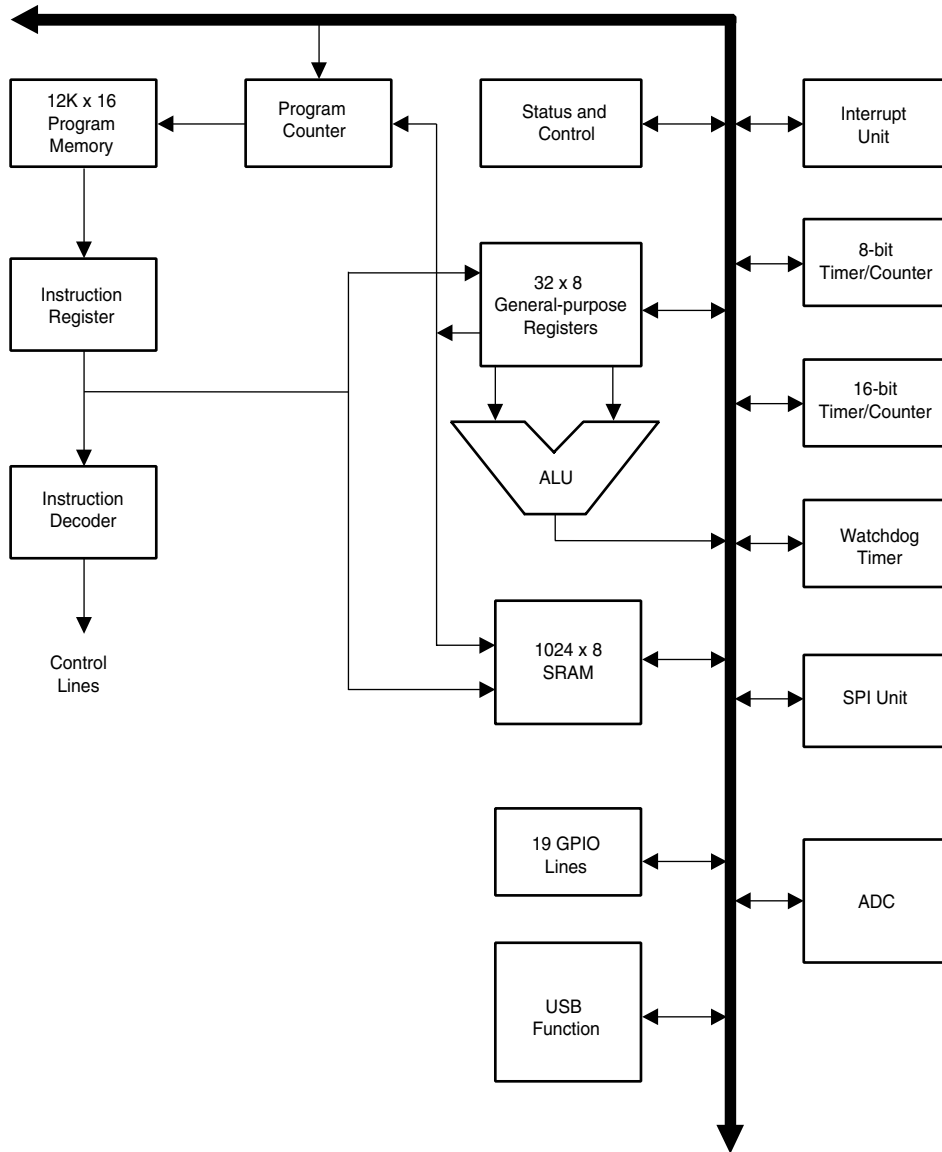 12K x 16
Program
Memory
Program
Counter
Status and
Control
Interrupt
Unit
Instruction
Register
32 x 8
General-purpose
Registers
8-bit
Timer/Counter
16-bit
Timer/Counter
Instruction
Decoder
ALU
Watchdog
Timer
Control
Lines
1024 x 8
SRAM
SPI Unit
19 GPIO
Lines
ADC
USB
Function